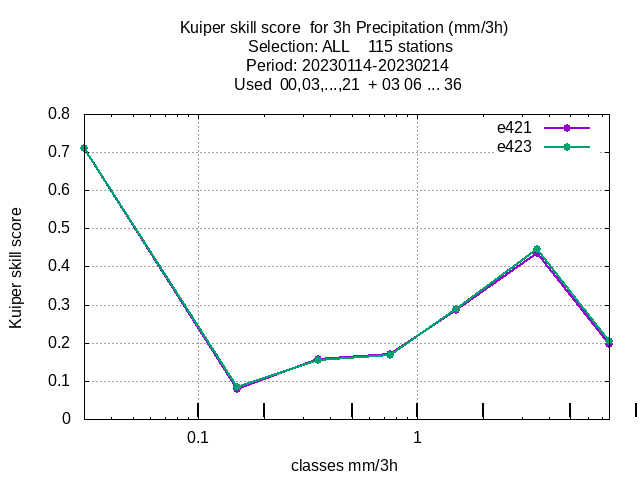 Kuiper skill score  for 3h Precipitation (mm/3h)
Selection: ALL    115 stations
Period: 20230114-20230214
Used  00,03,...,21  + 03 06 ... 36
e421
e423
0.8
0.7
0.6
0.5
0.4
0.3
0.2
0.1
0
Kuiper skill score
0.1
1
classes mm/3h